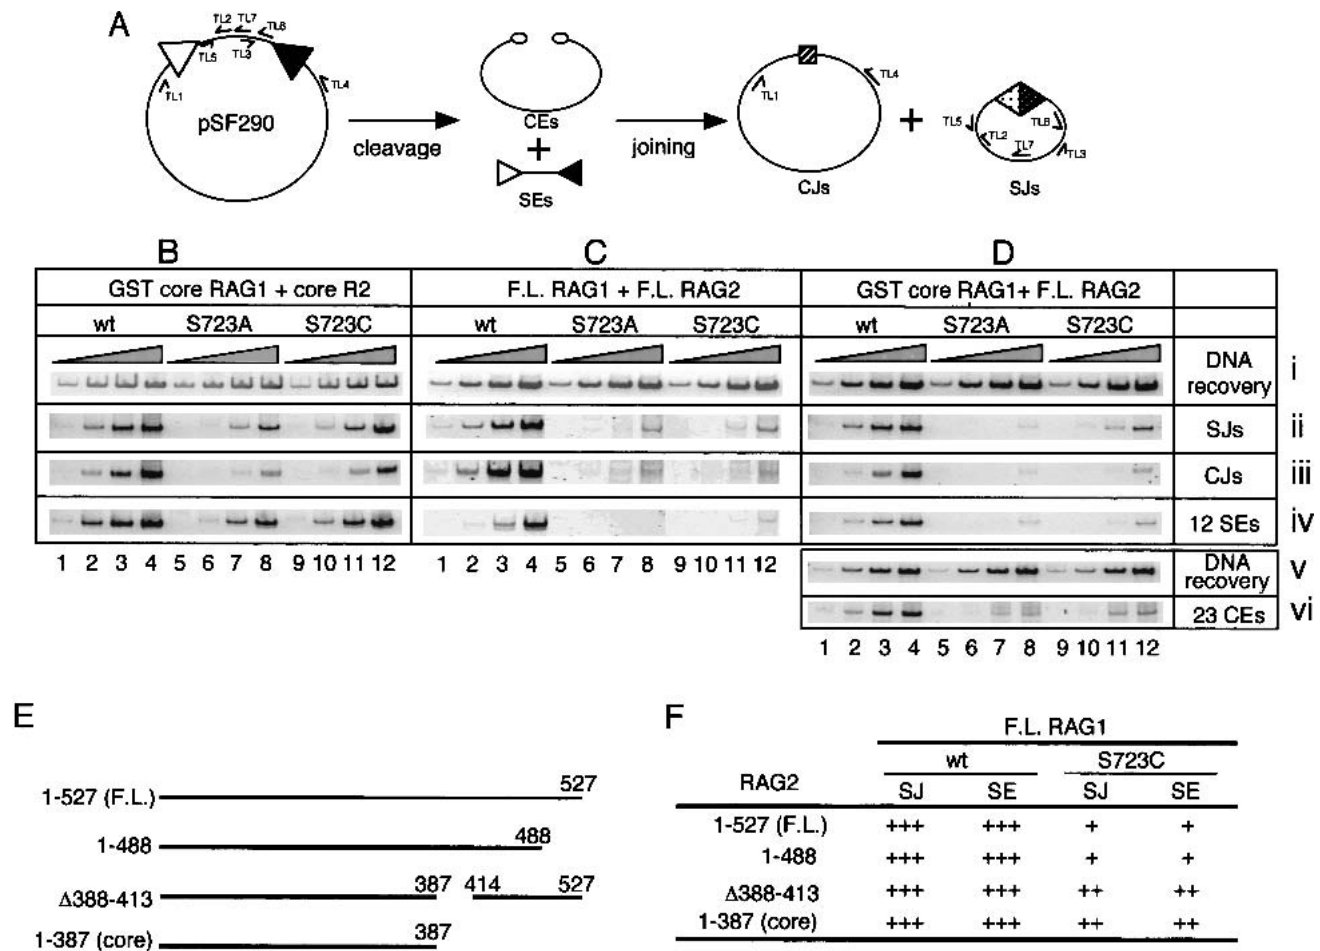 A
TL2 TL7 TL6
TL5 TL3
TL1
TL4
pSF290
cleavage
CEs
+
SEs
joining
TL1
TL4
CJs
+
TL5
TL2
TL6
TL7
TL3
SJs
B C D
GST core RAG1 + core R2 F.L. RAG1 + F.L. RAG2 GST core RAG1+ F.L. RAG2
wt S723A S723C wt S723A S723C wt S723A S723C
DNA recovery i
SJs ii
CJs iii
12 SEs iv
1 2 3 4 5 6 7 8 9 10 11 12 1 2 3 4 5 6 7 8 9 10 11 12
DNA recovery v
23 CEs vi
1 2 3 4 5 6 7 8 9 10 11 12
E
1-527 (F.L.) 527
1-488 488
Δ388-413 387 414 527
1-387 (core) 387
F
F.L. RAG1
wt S723C
RAG2 SJ SE SJ SE
1-527 (F.L.) +++ +++ + +
1-488 +++ +++ + +
Δ388-413 +++ +++ ++ ++
1-387 (core) +++ +++ ++ ++